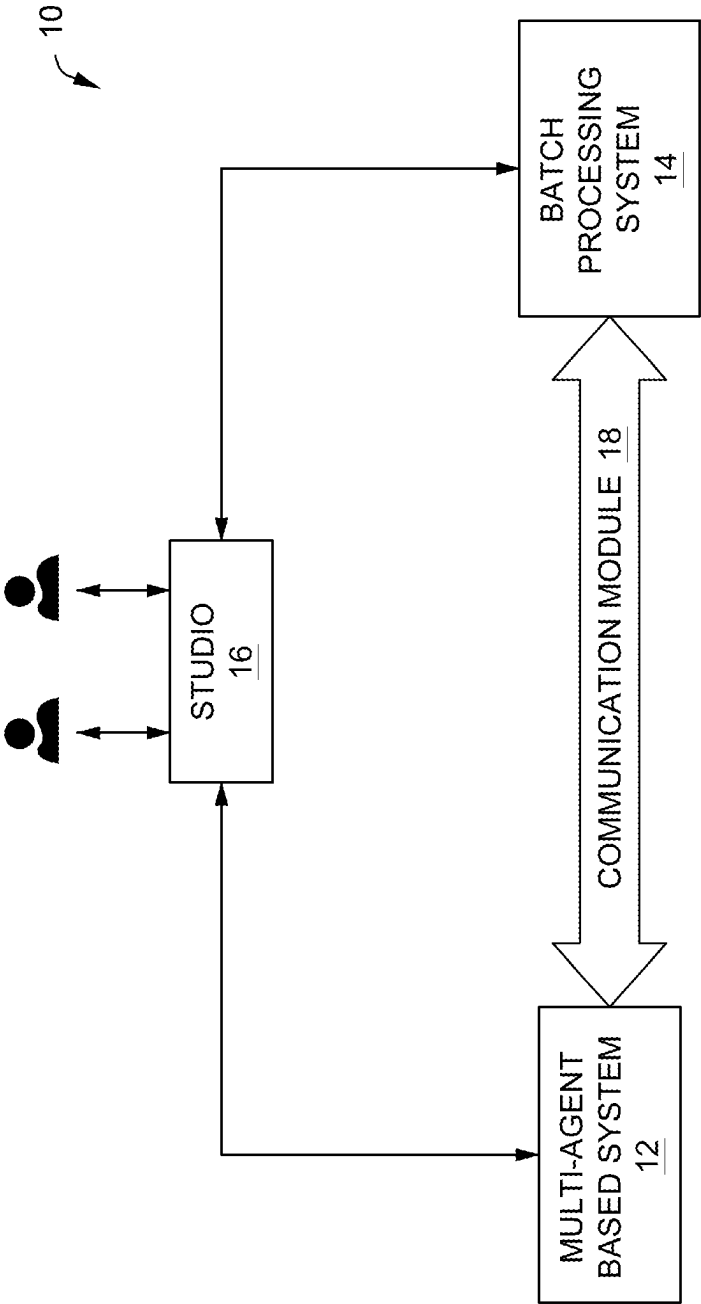 10
STUDIO
16
MULTI-AGENT
BASED SYSTEM
12
COMMUNICATION MODULE 18
BATCH
PROCESSING
SYSTEM
14